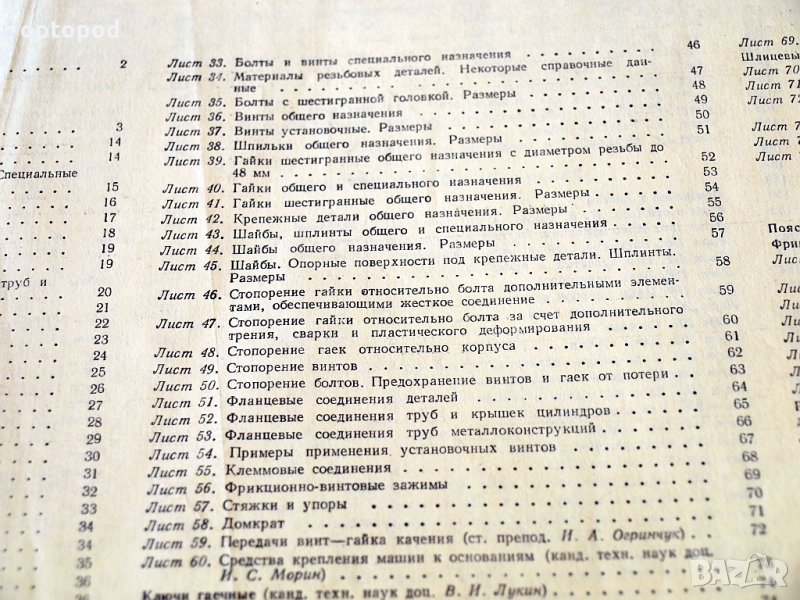 optopod
2
3
14
14
Специальные
15
16
17
18
19
19
труб и
20
21
22
23
24
25
26
27
28
29
30
31
32
33
34
34
35
36
Лист 33. Болты и винты специального назначения 46
Лист 34. Материалы резьбовых деталей. Некоторые справочные дан-
ные 47
Лист 35. Болты с шестигранной головкой. Размеры 48
Лист 36. Винты общего назначения 49
Лист 37. Винты установочные. Размеры 50
Лист 38. Шпильки общего назначения. Размеры 51
Лист 39. Гайки шестигранные общего назначения с диаметром резьбы до
48 мм 52
Лист 40. Гайки общего и специального назначения 53
Лист 41. Гайки шестигранные общего назначения. Размеры 54
Лист 42. Крепежные детали общего назначения. Размеры 55
Лист 43. Шайбы, шплинты общего и специального назначения 56
Лист 44. Шайбы общего назначения. Размеры 57
Лист 45. Шайбы. Опорные поверхности под крепежные детали. Шплинты.
Размеры 58
Лист 46. Стопорение гайки относительно болта дополнительными элемен-
тами, обеспечивающими жесткое соединение 59
Лист 47. Стопорение гайки относительно болта за счет дополнительного
трения, сварки и пластического деформирования 60
Лист 48. Стопорение гаек относительно корпуса 61
Лист 49. Стопорение винтов 62
Лист 50. Стопорение болтов. Предохранение винтов и гаек от потери 63
Лист 51. Фланцевые соединения деталей 64
Лист 52. Фланцевые соединения труб и крышек цилиндров 65
Лист 53. Фланцевые соединения труб металлоконструкций 66
Лист 54. Примеры применения установочных винтов 67
Лист 55. Клеммовые соединения 68
Лист 56. Фрикционно-винтовые зажимы 69
Лист 57. Стяжки и упоры 70
Лист 58. Домкрат 71
Лист 59. Передачи винт—гайка качения (ст. препод. И. А. Огринчук) 72
Лист 60. Средства крепления машин к основаниям (канд. техн. наук доц.
И. С. Морин)
Ключи гаечные (канд. техн. наук доц. В. И. Лукин) 74
Лист 69.
Шлицевы
Лист 70
Лист 71
Лист 72
Лист 7
Лист
Лист
Пояс
Фри
Лист
BAZAR